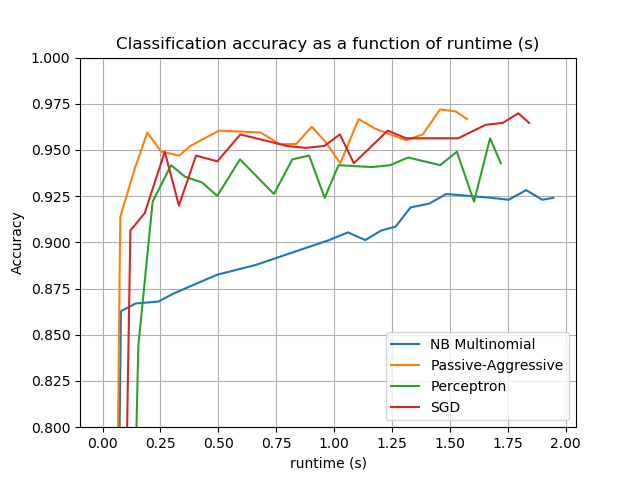 Classification accuracy as a function of runtime (s)
1.000
0.975
0.950
0.925
0.900
0.875
0.850
0.825
0.800
Accuracy
NB Multinomial
Passive-Aggressive
Perceptron
SGD
0.00 0.25 0.50 0.75 1.00 1.25 1.50 1.75 2.00
runtime (s)